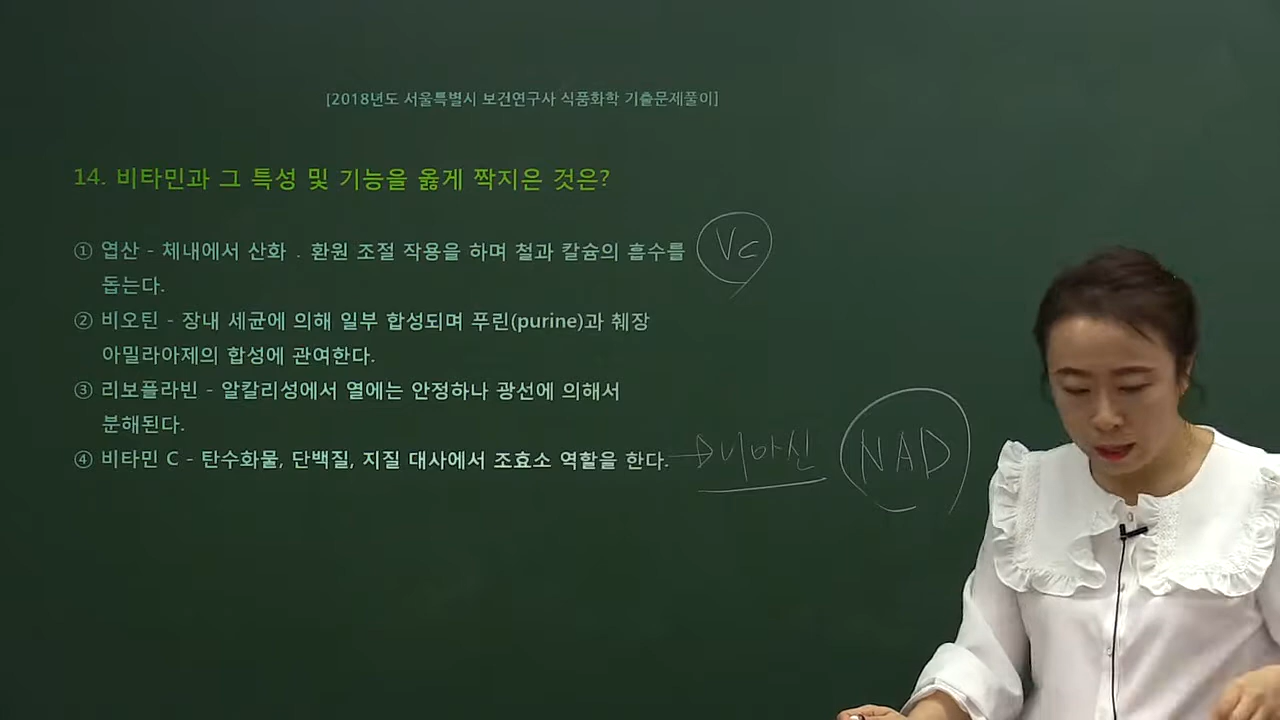 [2018년도 서울특별시 보건연구사 식품화학 기출문제풀이]
14. 비타민과 그 특성 및 기능을 옳게 짝지은 것은?
① 엽산 - 체내에서 산화 . 환원 조절 작용을 하며 철과 칼슘의 흡수를
돕는다.
Vc
② 비오틴 - 장내 세균에 의해 일부 합성되며 푸린(purine)과 췌장
아밀라아제의 합성에 관여한다.
③ 리보플라빈 - 알칼리성에서 열에는 안정하나 광선에 의해서
분해된다.
④ 비타민 C - 탄수화물, 단백질, 지질 대사에서 조효소 역할을 한다. → 니아신 NAD